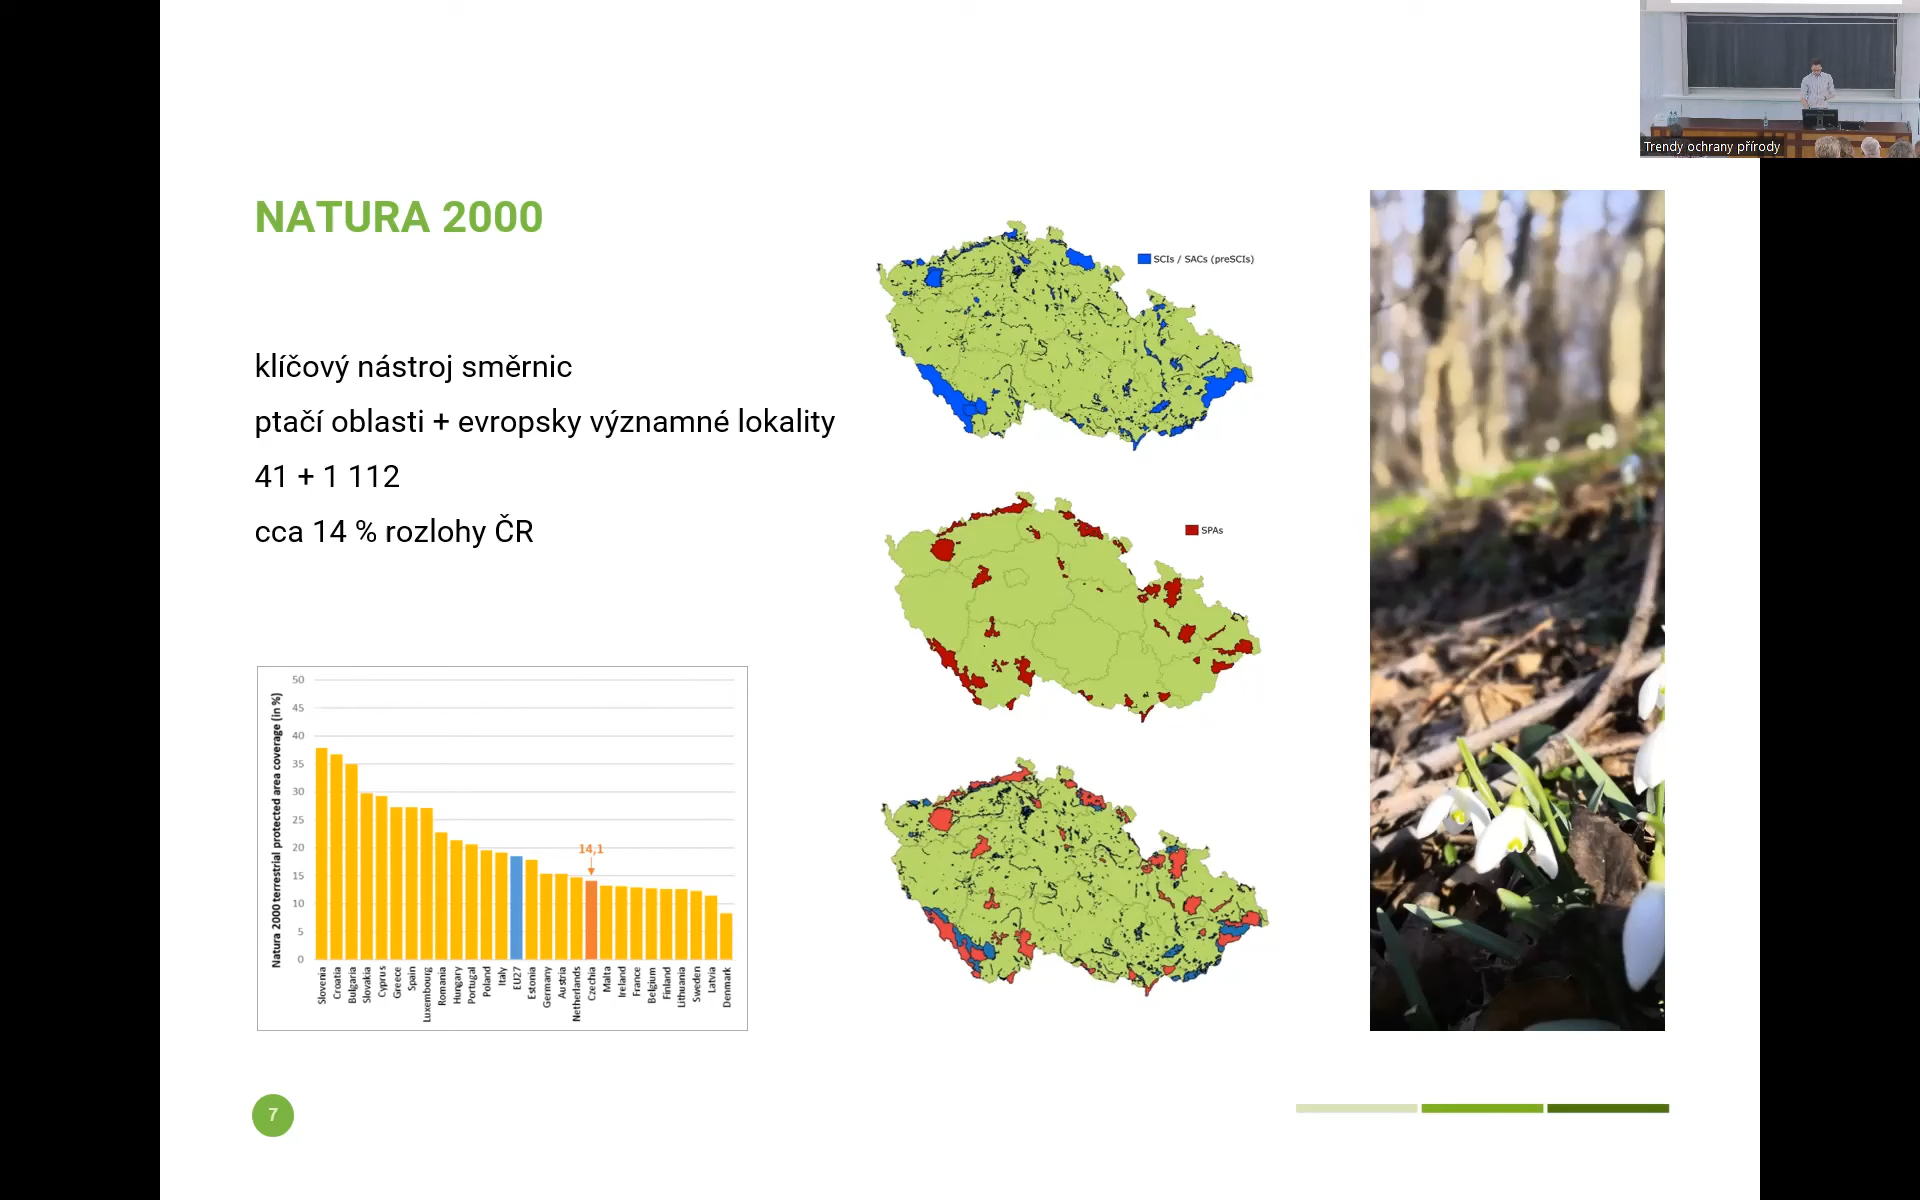 Trendy ochrany přírody
NATURA 2000
klíčový nástroj směrnic
ptačí oblasti + evropsky významné lokality
41 + 1 112
cca 14 % rozlohy ČR
SCIs / SACs (preSCIs)
SPAs
Natura 2000 terrestrial protected area coverage (in %)
50
45
40
35
30
25
20
15
10
5
0
14,1
Slovenia
Croatia
Bulgaria
Slovakia
Cyprus
Greece
Spain
Luxembourg
Romania
Hungary
Portugal
Poland
Italy
EU27
Estonia
Germany
Austria
Netherlands
Czechia
Malta
Ireland
France
Belgium
Finland
Lithuania
Sweden
Latvia
Denmark
7